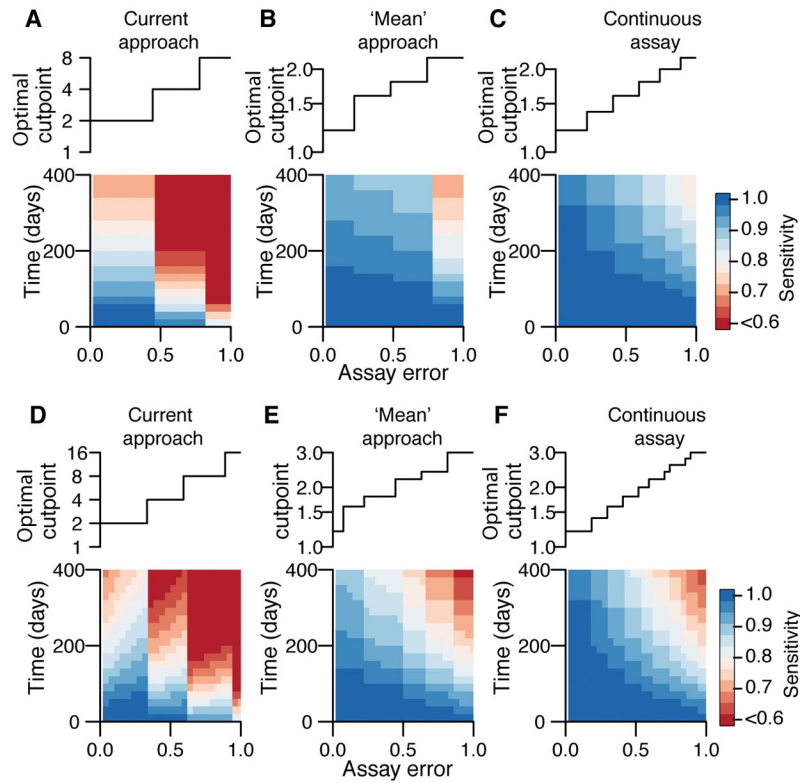 A
Current
approach
B
‘Mean’
approach
C
Continuous
assay
Optimal
cutpoint
8
4
2
1
Optimal
cutpoint
2.0
1.5
1.0
Optimal
cutpoint
2.0
1.5
1.0
Time (days)
400
200
0
0.0
0.5
1.0
Time (days)
400
200
0
0.0
0.5
1.0
Time (days)
400
200
0
0.0
0.5
1.0
Assay error
1.0
0.9
0.8
0.7
<0.6
Sensitivity
D
Current
approach
E
‘Mean’
approach
F
Continuous
assay
Optimal
cutpoint
16
8
4
2
1
cutpoint
3.0
2.0
1.5
1.0
Optimal
cutpoint
3.0
2.0
1.5
1.0
Time (days)
400
200
0
0.0
0.5
1.0
Time (days)
400
200
0
0.0
0.5
1.0
Time (days)
400
200
0
0.0
0.5
1.0
Assay error
1.0
0.9
0.8
0.7
<0.6
Sensitivity